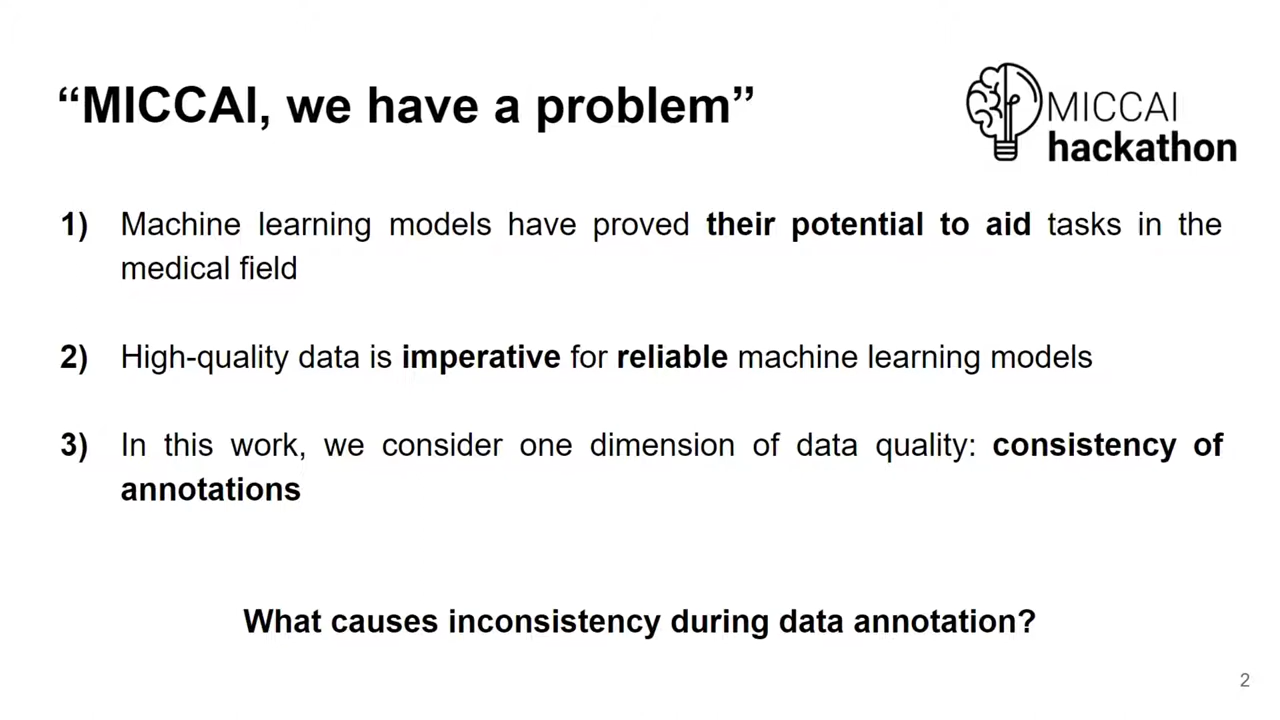 “MICCAI, we have a problem”
MICCAI
hackathon
1) Machine learning models have proved their potential to aid tasks in the
medical field
2) High-quality data is imperative for reliable machine learning models
3) In this work, we consider one dimension of data quality: consistency of
annotations
What causes inconsistency during data annotation?
2